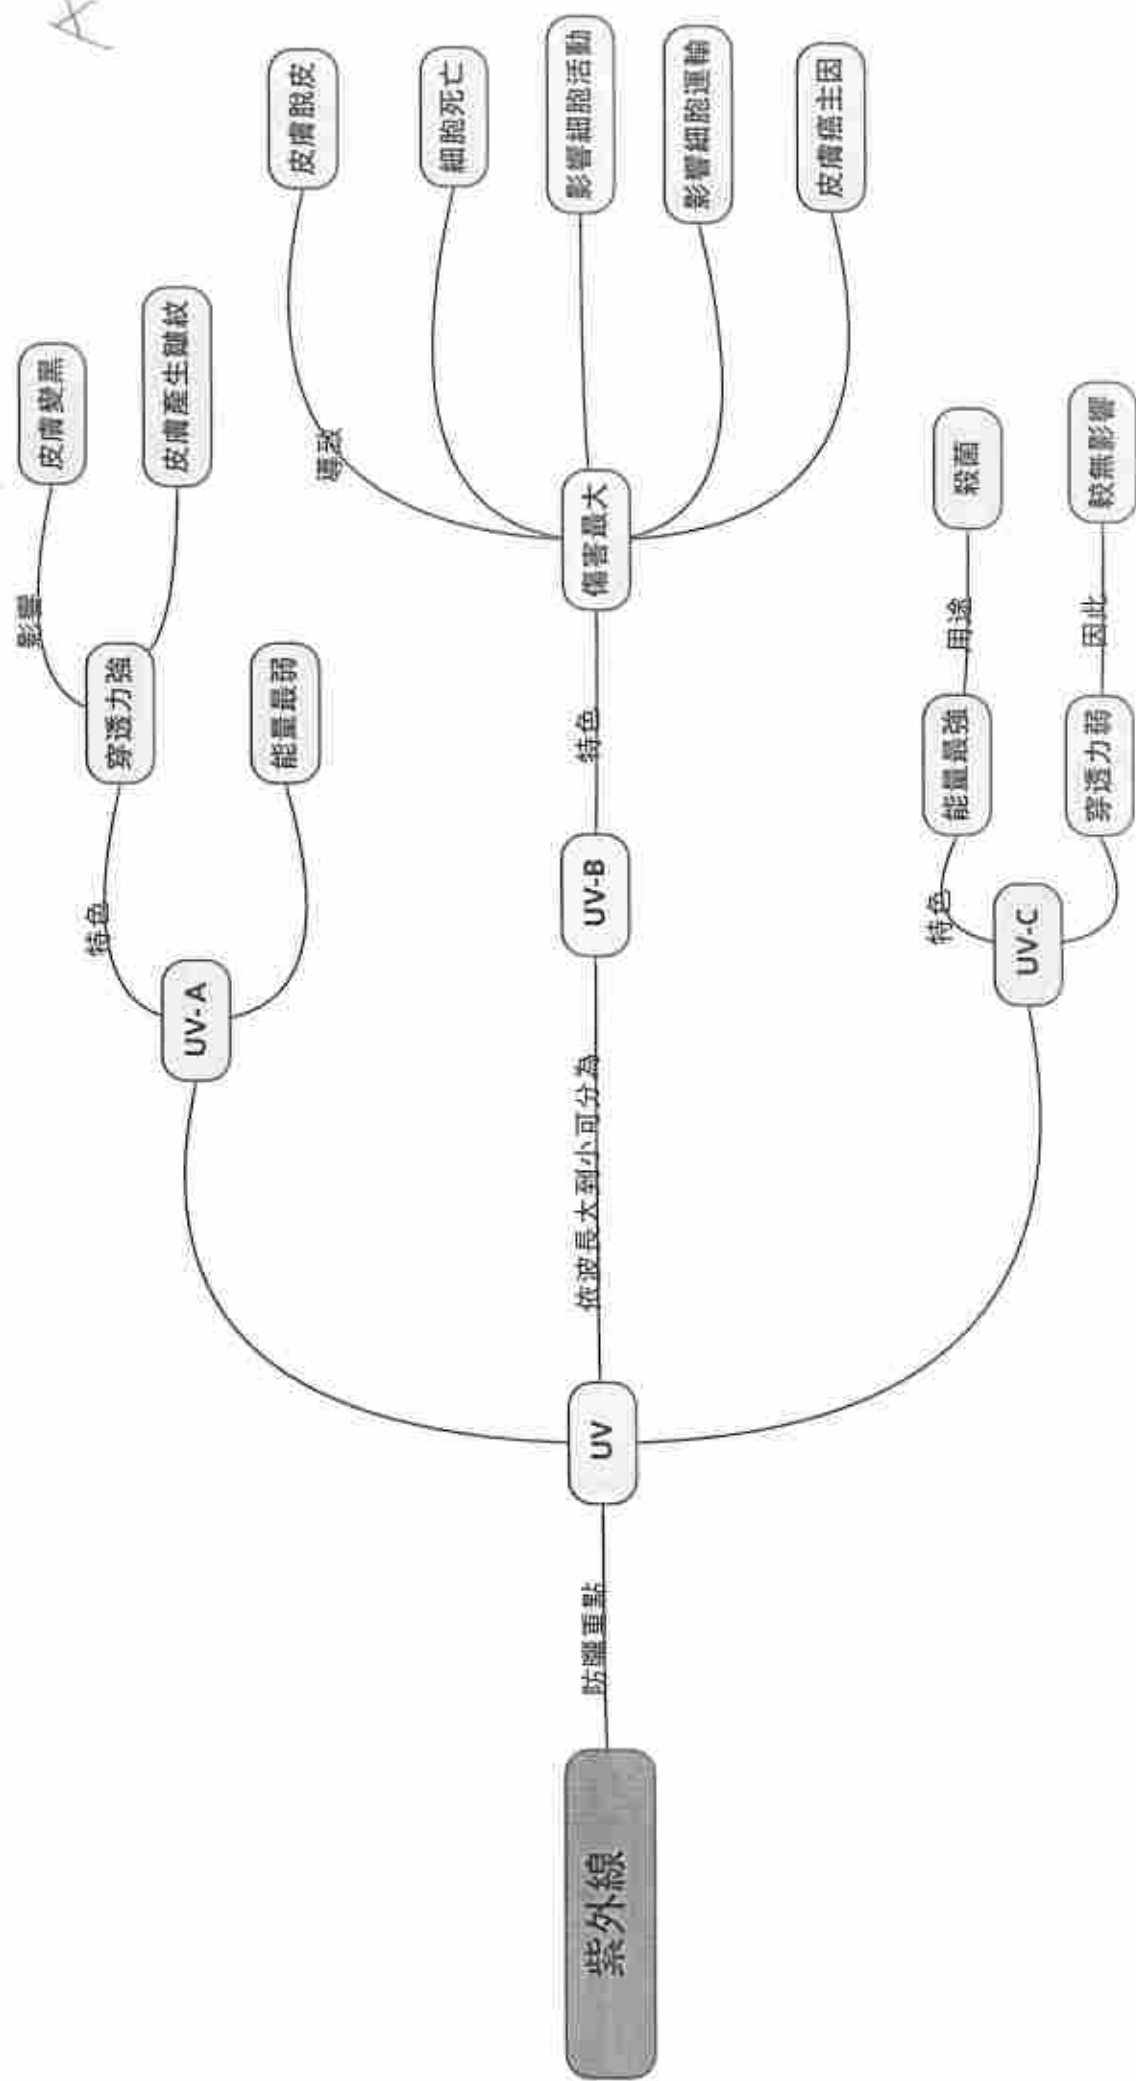 紫外線
防曬重點
UV
依波長大到小可分為
UV- A
特色
穿透力強
影響
皮膚變黑
皮膚產生皺紋
能量最弱
UV-B
特色
傷害最大
導致
皮膚脫皮
細胞死亡
影響細胞活動
影響細胞運輸
皮膚癌主因
UV-C
特色
能量最強
用途
殺菌
穿透力弱
因此
較無影響